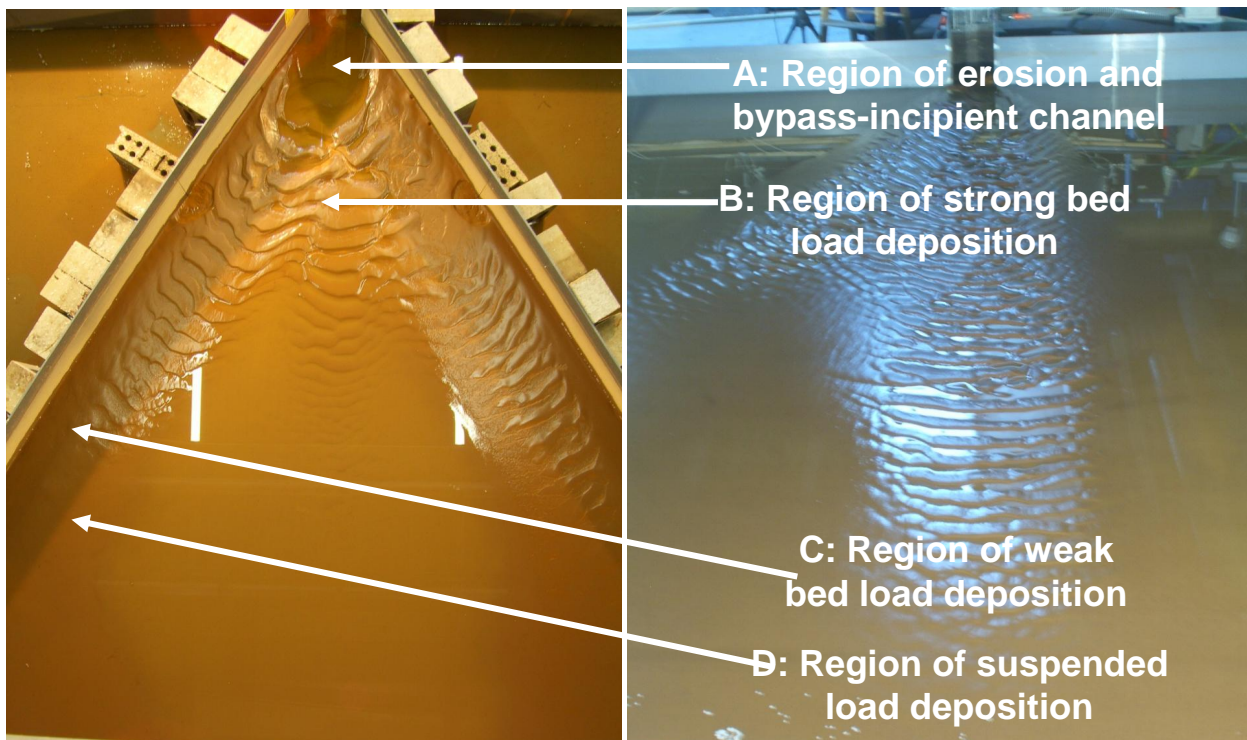 A: Region of erosion and
bypass-incipient channel
B: Region of strong bed
load deposition
C: Region of weak
bed load deposition
D: Region of suspended
load deposition